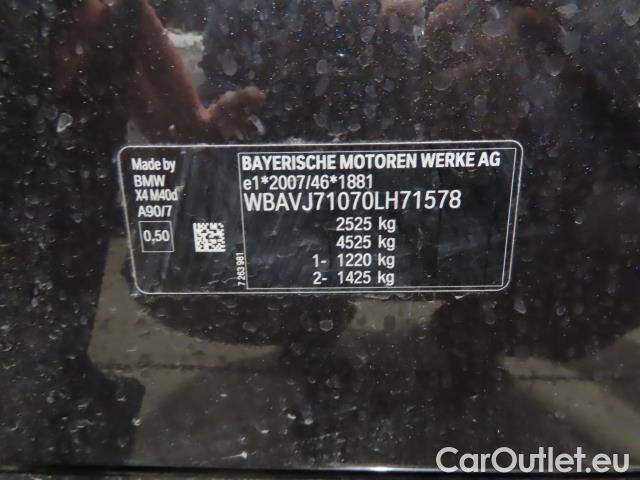 Made by
BMW
X4 M40d
A90/7
0,50
7 263 981
BAYERISCHE MOTOREN WERKE AG
e1*2007/46*1881
WBAVJ71070LH71578
2525 kg
4525 kg
1- 1220 kg
2- 1425 kg
CarOutlet.eu